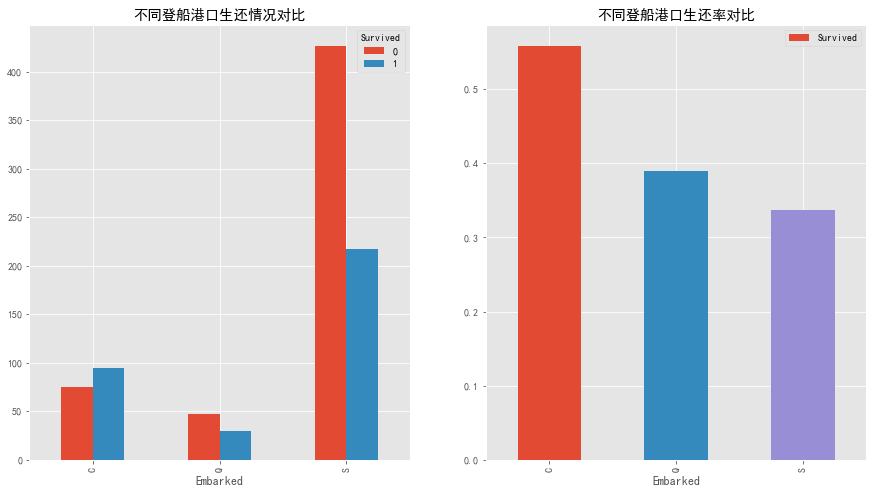 不同登船港口生还情况对比
Survived
0
1
400
350
300
250
200
150
100
50
0
C
Q
S
Embarked
不同登船港口生还率对比
Survived
0.5
0.4
0.3
0.2
0.1
0.0
C
Q
S
Embarked